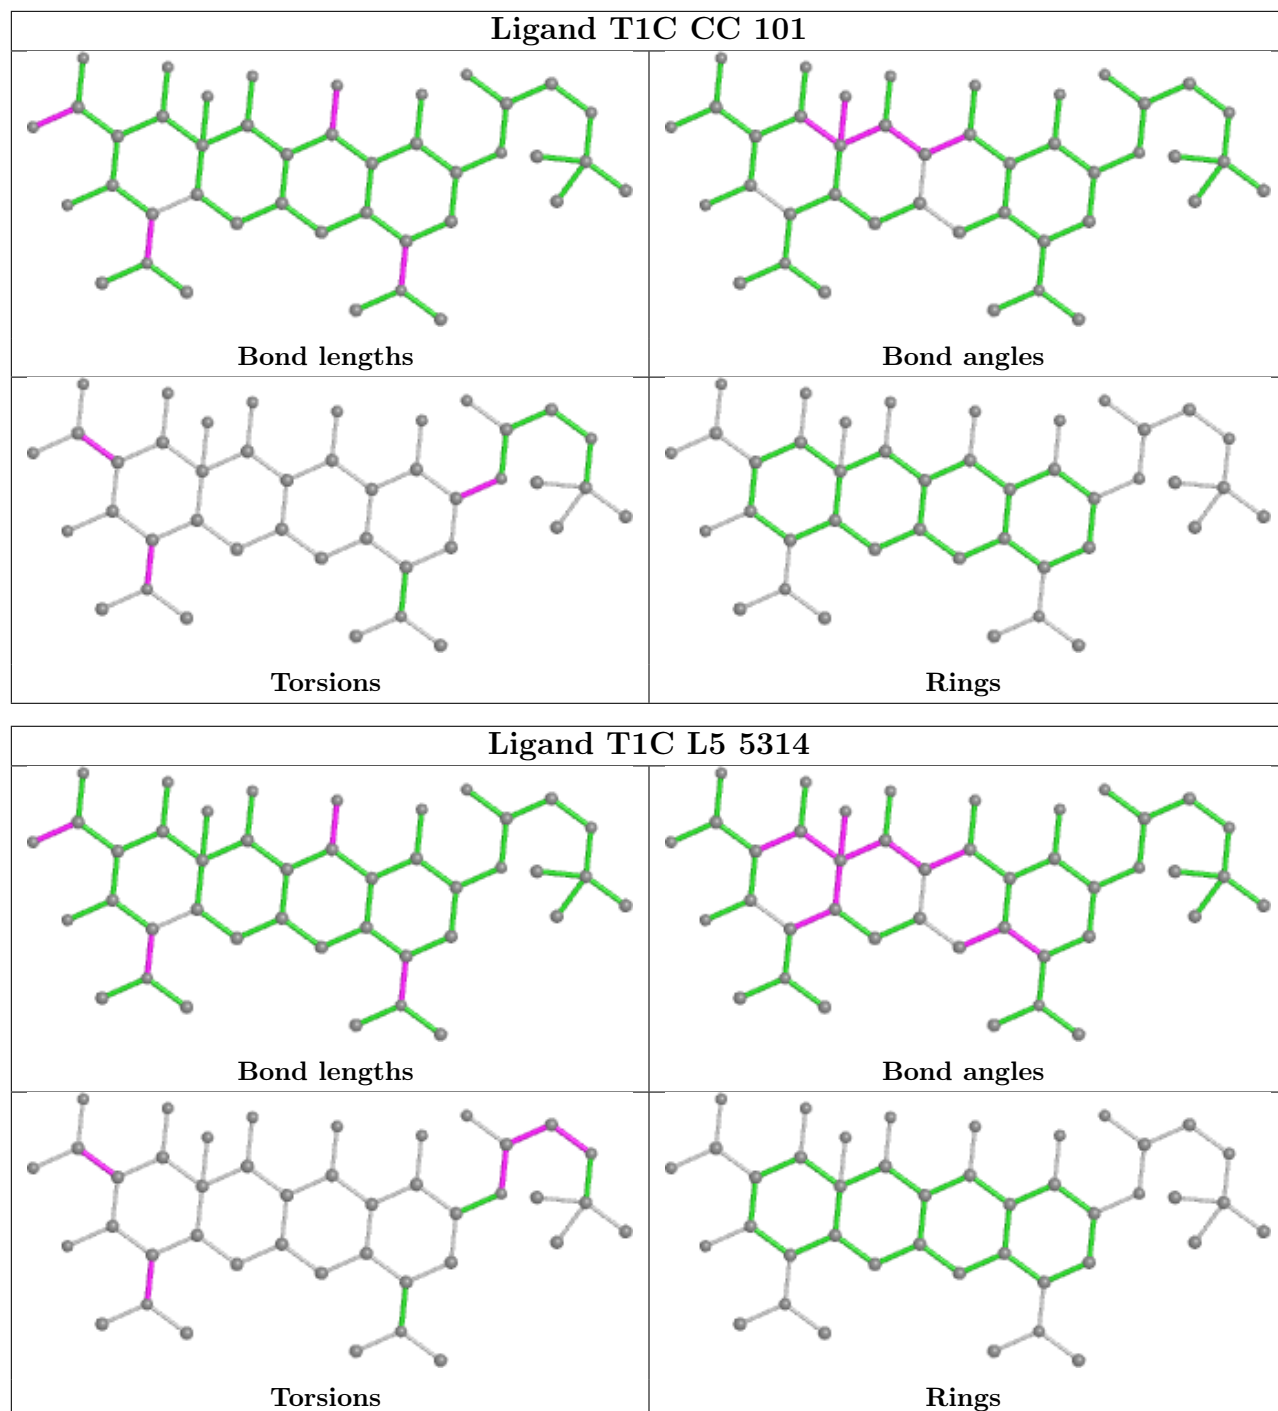 Ligand T1C CC 101
Bond lengths
Bond angles
Torsions
Rings
Ligand T1C L5 5314
Bond lengths
Bond angles
Torsions
Rings